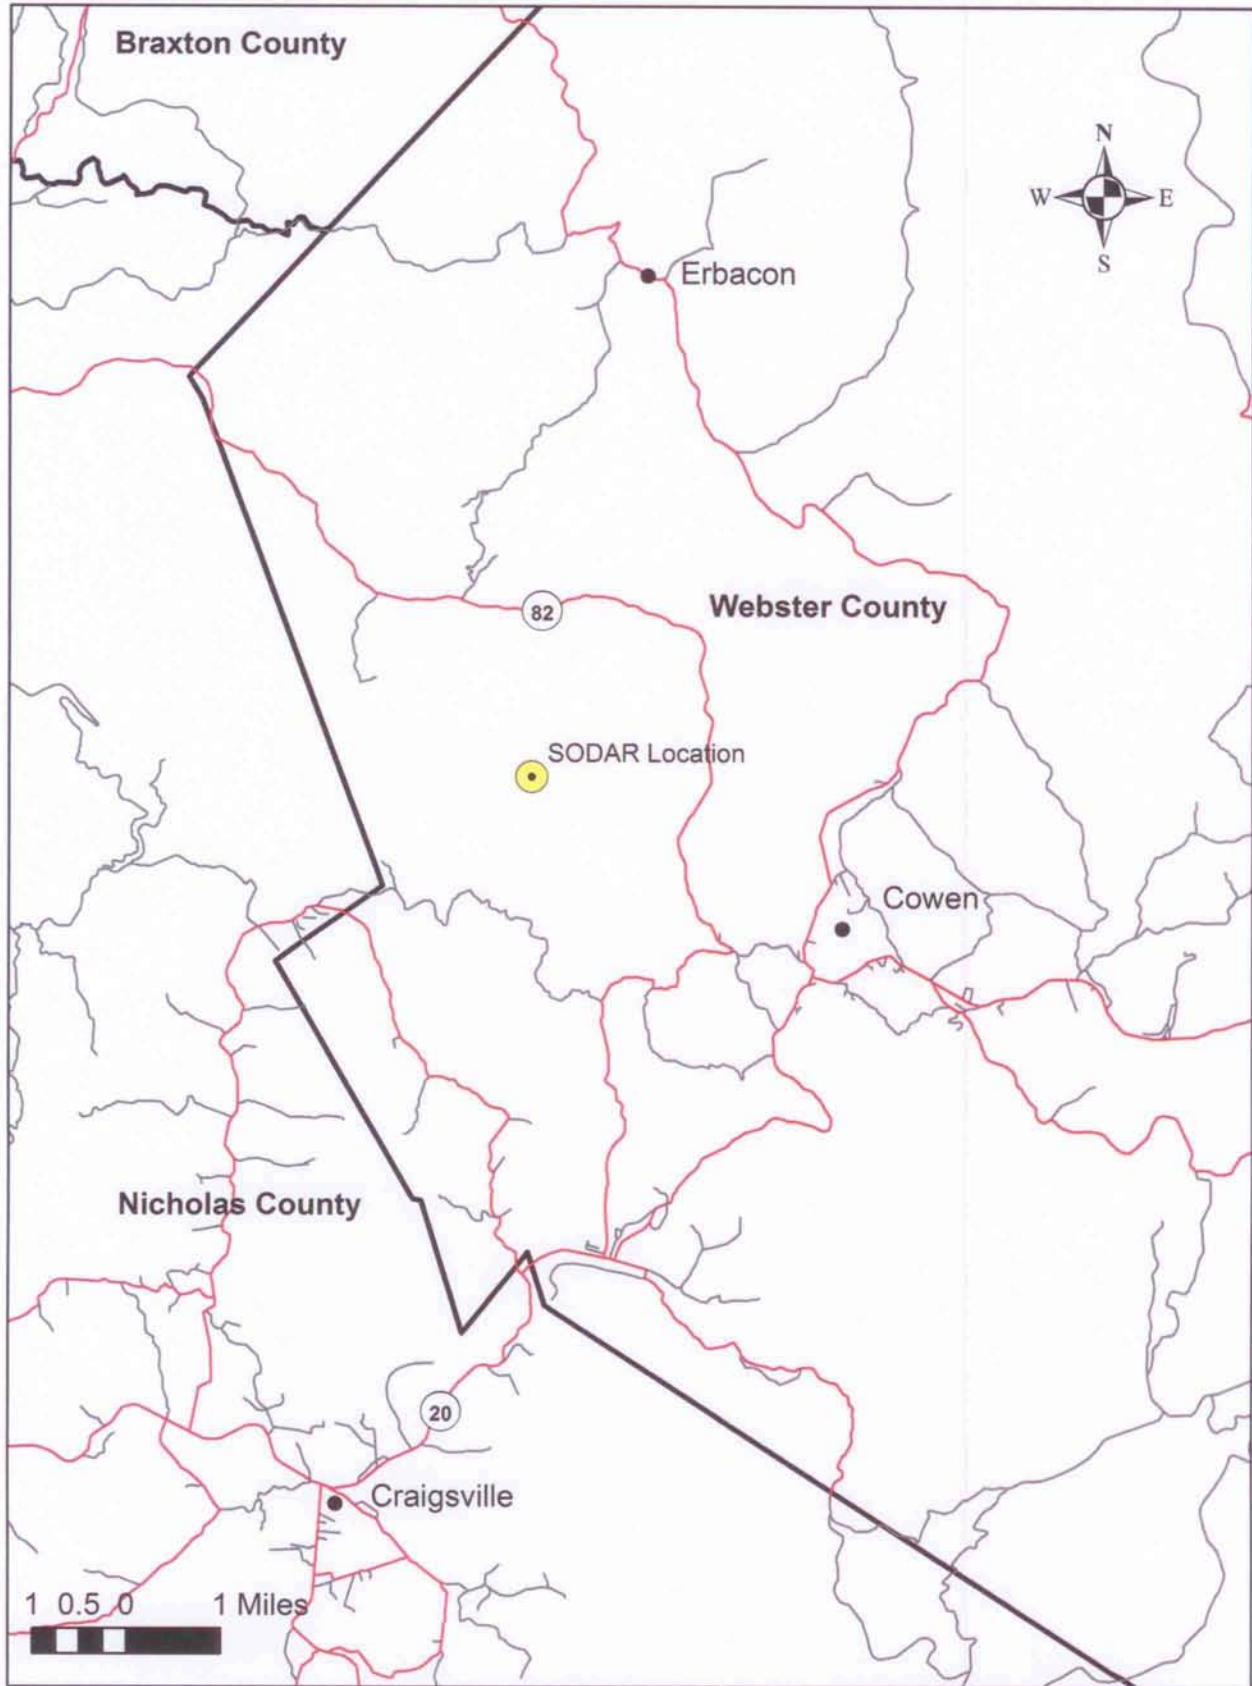 Braxton County
N
W E
S
Erbacon
82
Webster County
SODAR Location
Cowen
Nicholas County
20
Craigsville
1 0.5 0 1 Miles